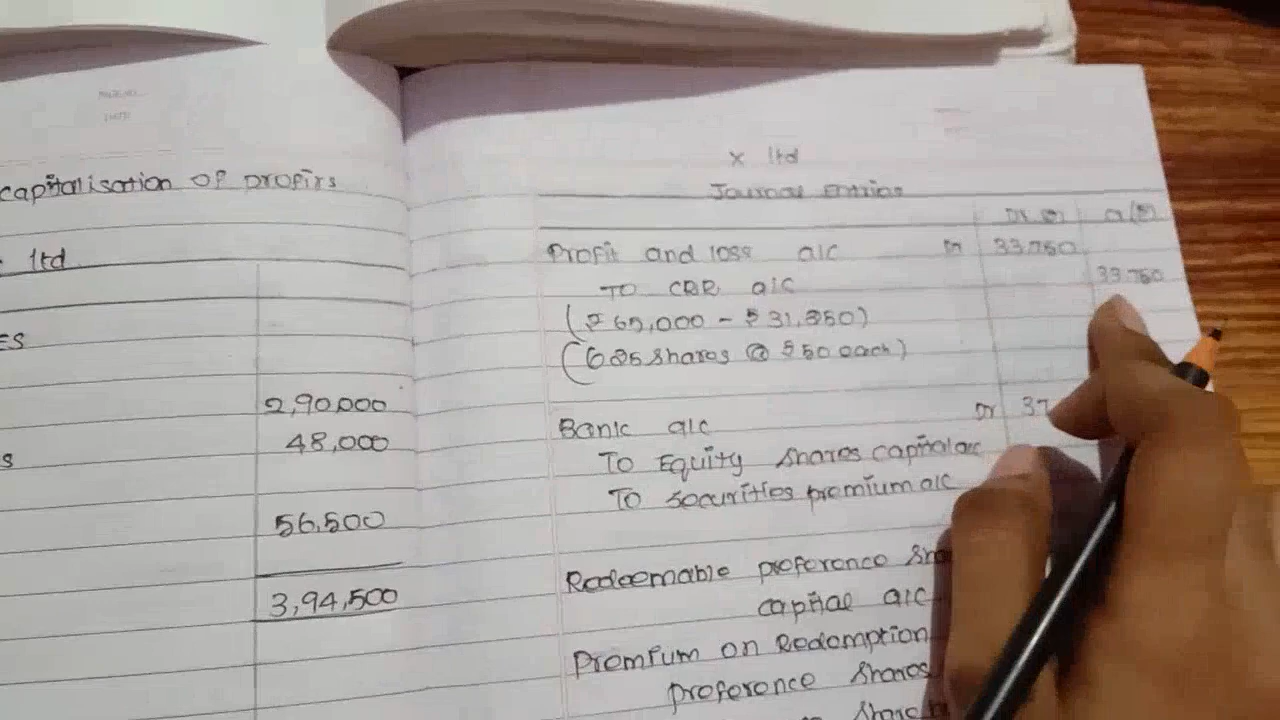 capitalisation of profits
ltd
ES
2,90,000
48,000
S
56,500
3,94,500
X ltd
Journal Entries
Profit and loss a/c Dr 33.750
To CRR a/c 33.750
(₹65,000 - ₹31,250)
(625 shares @ ₹50 each)
Bank a/c Dr 37
To Equity shares capital a/c
To securities premium a/c
Redeemable preference Sha
capital a/c
Premium on Redemption
preference shares